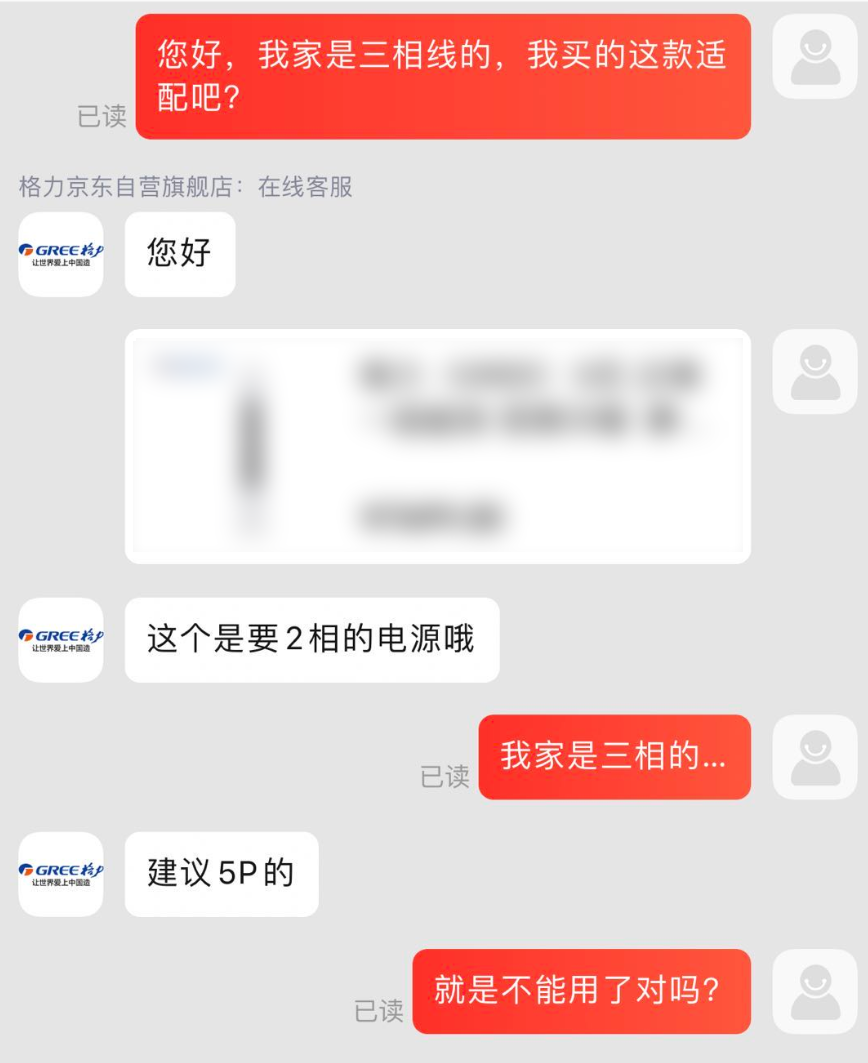 您好，我家是三相线的，我买的这款适
配吧？
已读
格力京东自营旗舰店：在线客服
GREE格力
让世界爱上中国造
您好
GREE格力
让世界爱上中国造
这个是要2相的电源哦
我家是三相的...
已读
GREE格力
让世界爱上中国造
建议5P的
就是不能用了对吗？
已读